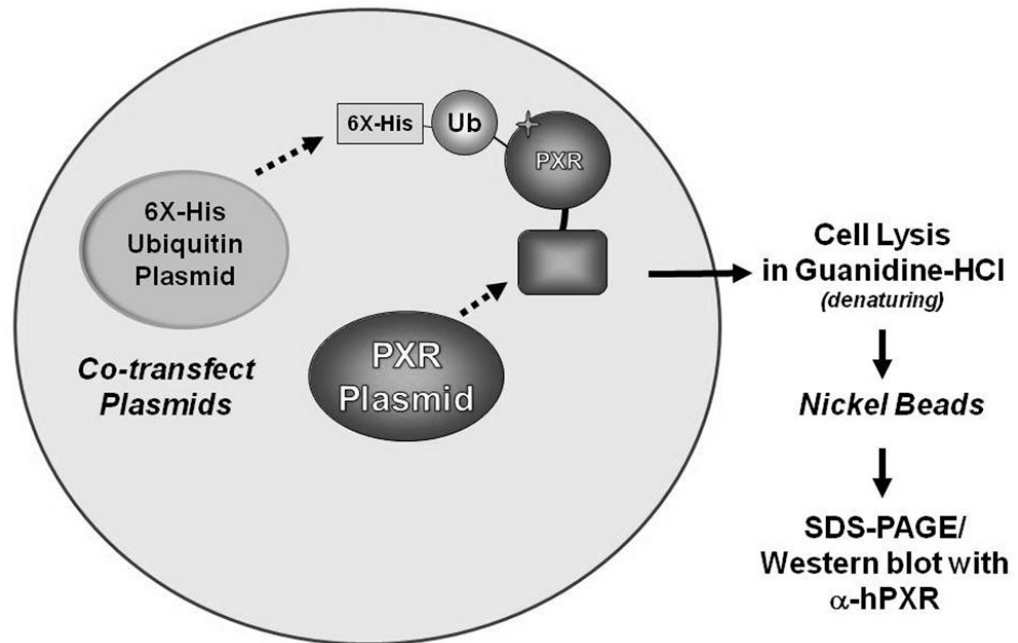 6X-His
Ub
PXR
6X-His
Ubiquitin
Plasmid
Co-transfect
Plasmids
PXR
Plasmid
Cell Lysis
in Guanidine-HCl
(denaturing)
Nickel Beads
SDS-PAGE/
Western blot with
α-hPXR